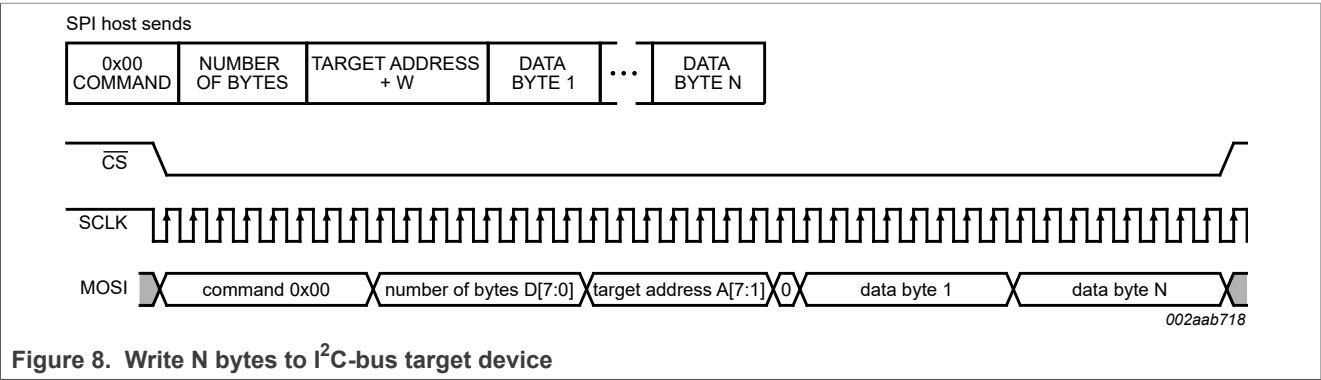 SPI host sends
0x00 COMMAND
NUMBER OF BYTES
TARGET ADDRESS + W
DATA BYTE 1
...
DATA BYTE N
CS
SCLK
MOSI
command 0x00
number of bytes D[7:0]
target address A[7:1]
0
data byte 1
data byte N
002aab718
Figure 8. Write N bytes to I²C-bus target device